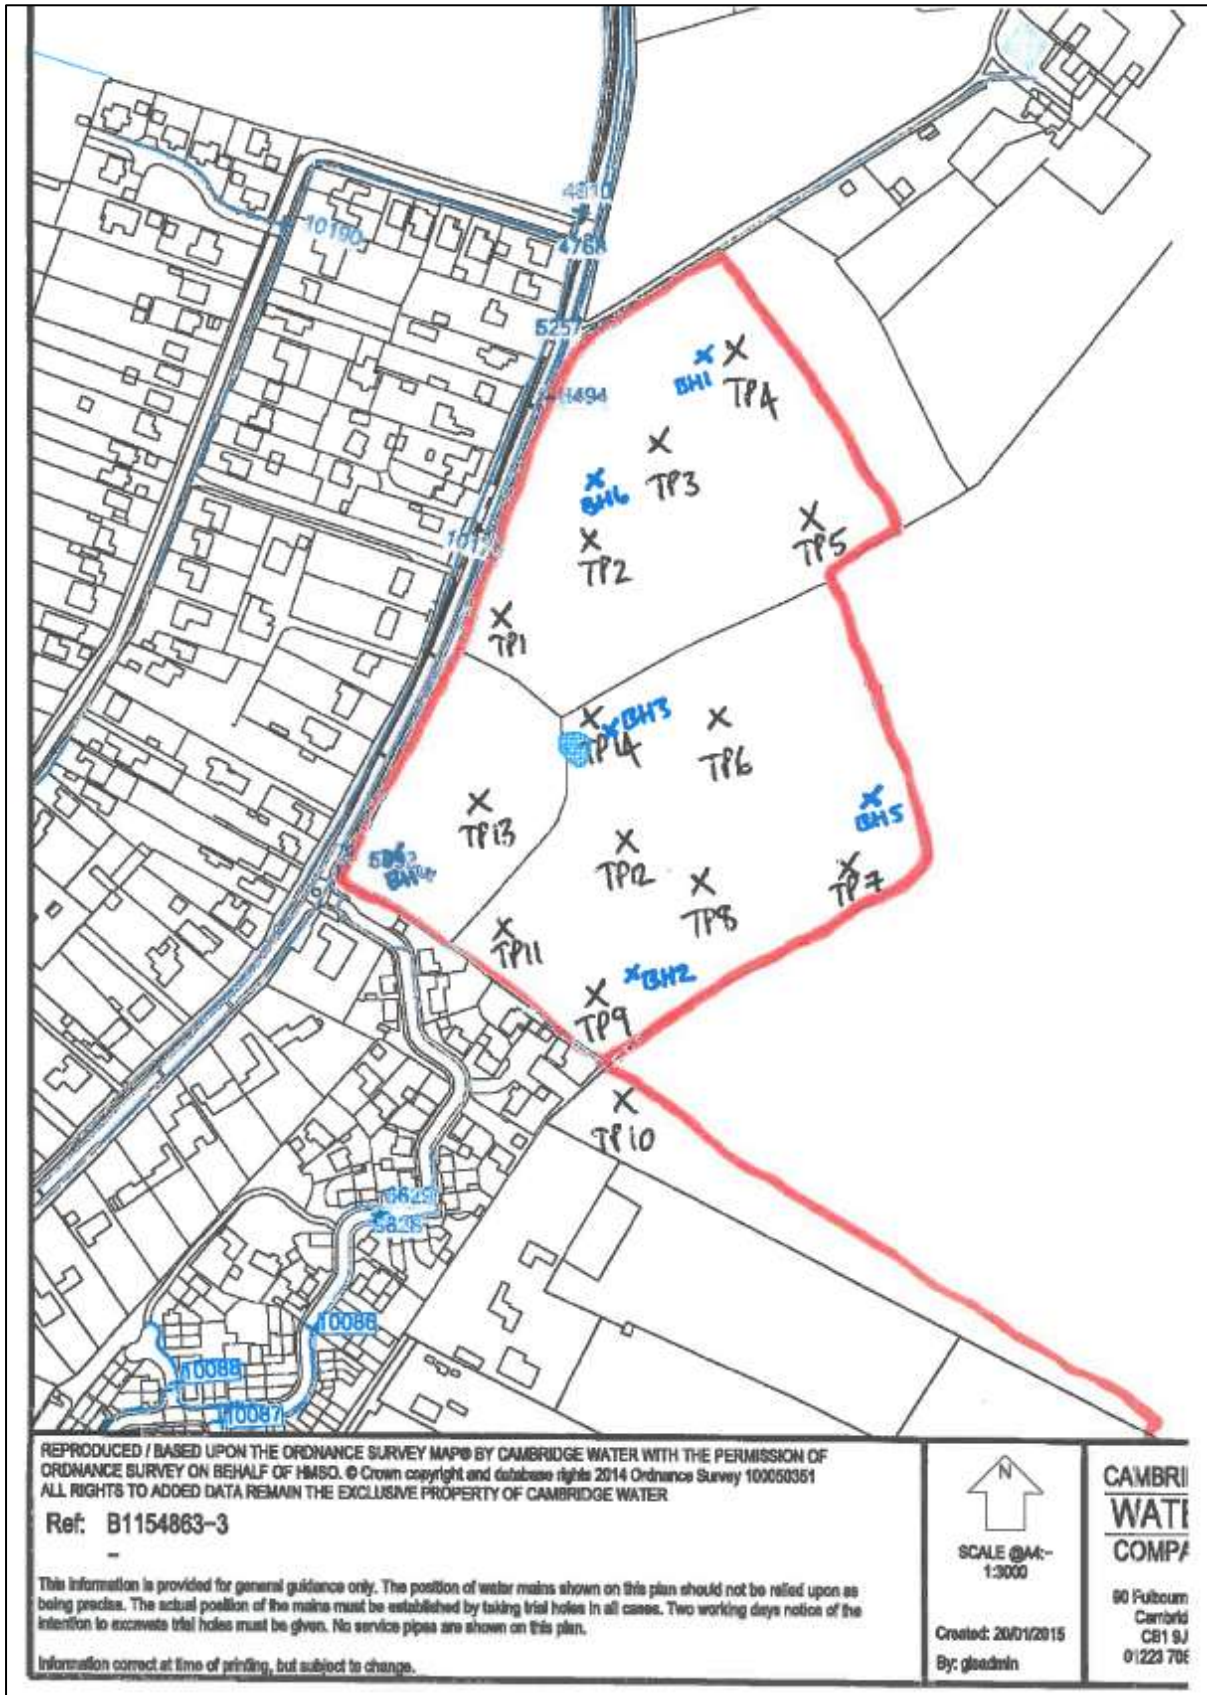 4810
10190
4768
5257
BH1
TP4
TP3
BH6
TP2
TP5
TP1
BH3
TP14
TP6
TP13
BH5
TP12
TP7
TP8
TP11
BH2
TP9
TP10
10086
10088
10087
REPRODUCED / BASED UPON THE ORDNANCE SURVEY MAP® BY CAMBRIDGE WATER WITH THE PERMISSION OF
ORDNANCE SURVEY ON BEHALF OF HMSO. © Crown copyright and database rights 2014 Ordnance Survey 100050351
ALL RIGHTS TO ADDED DATA REMAIN THE EXCLUSIVE PROPERTY OF CAMBRIDGE WATER
Ref: B1154863-3
-
This information is provided for general guidance only. The position of water mains shown on this plan should not be relied upon as
being precise. The actual position of the mains must be established by taking trial holes in all cases. Two working days notice of the
intention to excavate trial holes must be given. No service pipes are shown on this plan.
Information correct at time of printing, but subject to change.
N
SCALE @A4:-
1:3000
Created: 20/01/2015
By: gisadmin
CAMBRI
WATE
COMPA
90 Fulbourn
Cambrid
CB1 9J
01223 706